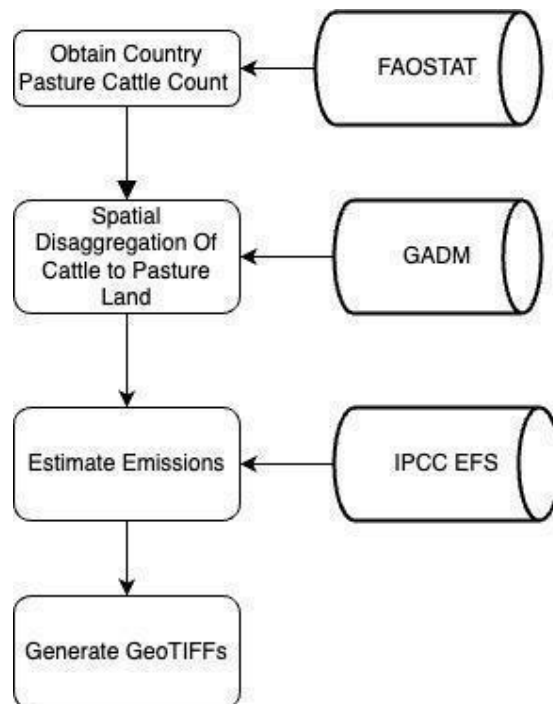 Obtain Country
Pasture Cattle Count
FAOSTAT
Spatial
Disaggregation Of
Cattle to Pasture
Land
GADM
Estimate Emissions
IPCC EFS
Generate GeoTIFFs